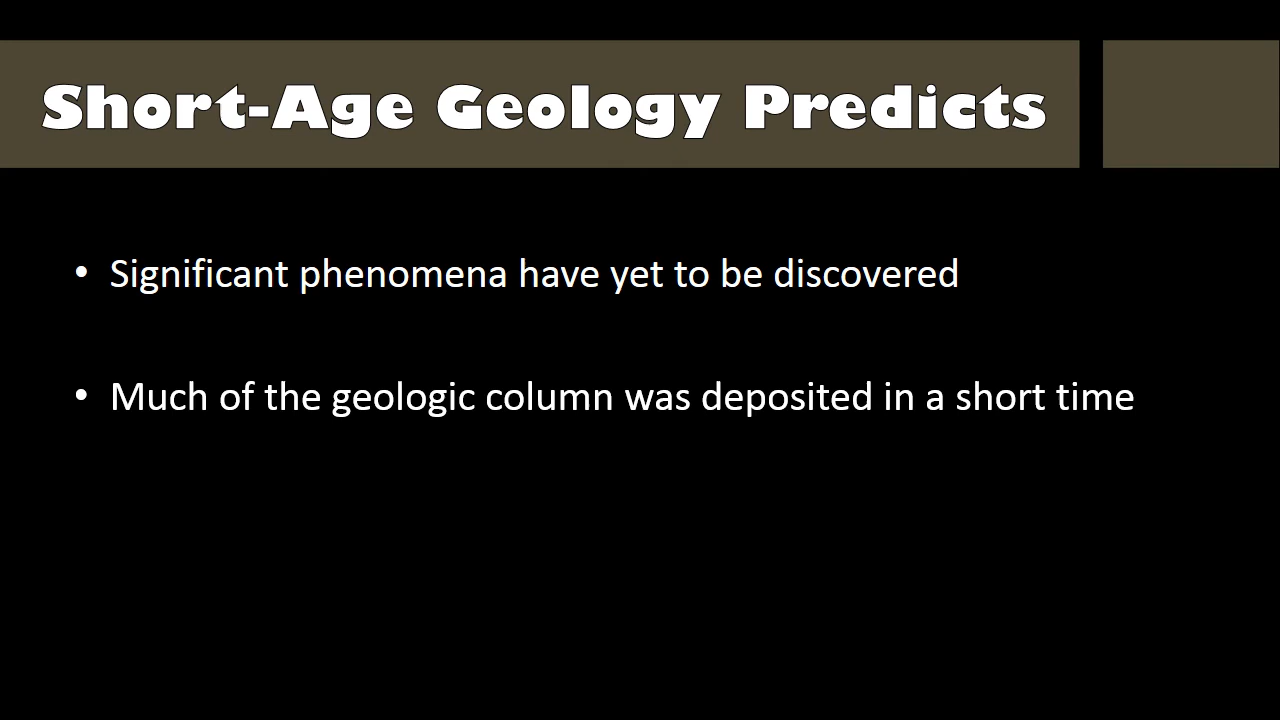 Short-Age Geology Predicts
• Significant phenomena have yet to be discovered
• Much of the geologic column was deposited in a short time